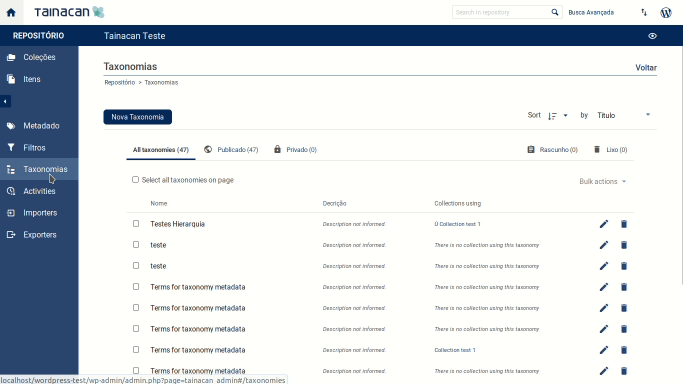 TAINACAN
Search in repository
Busca Avançada
REPOSITÓRIO
Tainacan Teste
Coleções
Itens
Metadado
Filtros
Taxonomias
Activities
Importers
Exporters
Taxonomias
Voltar
Repositório > Taxonomias
Nova Taxonomia
Sort
by
Título
All taxonomies (47)
Publicado (47)
Privado (0)
Rascunho (0)
Lixo (0)
Select all taxonomies on page
Bulk actions
Nome Decrição Collections using
Testes Hierarquia Description not informed Collection test 1
teste Description not informed There is no collection using this taxonomy
teste Description not informed There is no collection using this taxonomy
Terms for taxonomy metadata Description not informed There is no collection using this taxonomy
Terms for taxonomy metadata Description not informed There is no collection using this taxonomy
Terms for taxonomy metadata Description not informed There is no collection using this taxonomy
Terms for taxonomy metadata Description not informed Collection test 1
Terms for taxonomy metadata Description not informed There is no collection using this taxonomy
localhost/wordpress-test/wp-admin/admin.php?page=tainacan_admin#/taxonomies